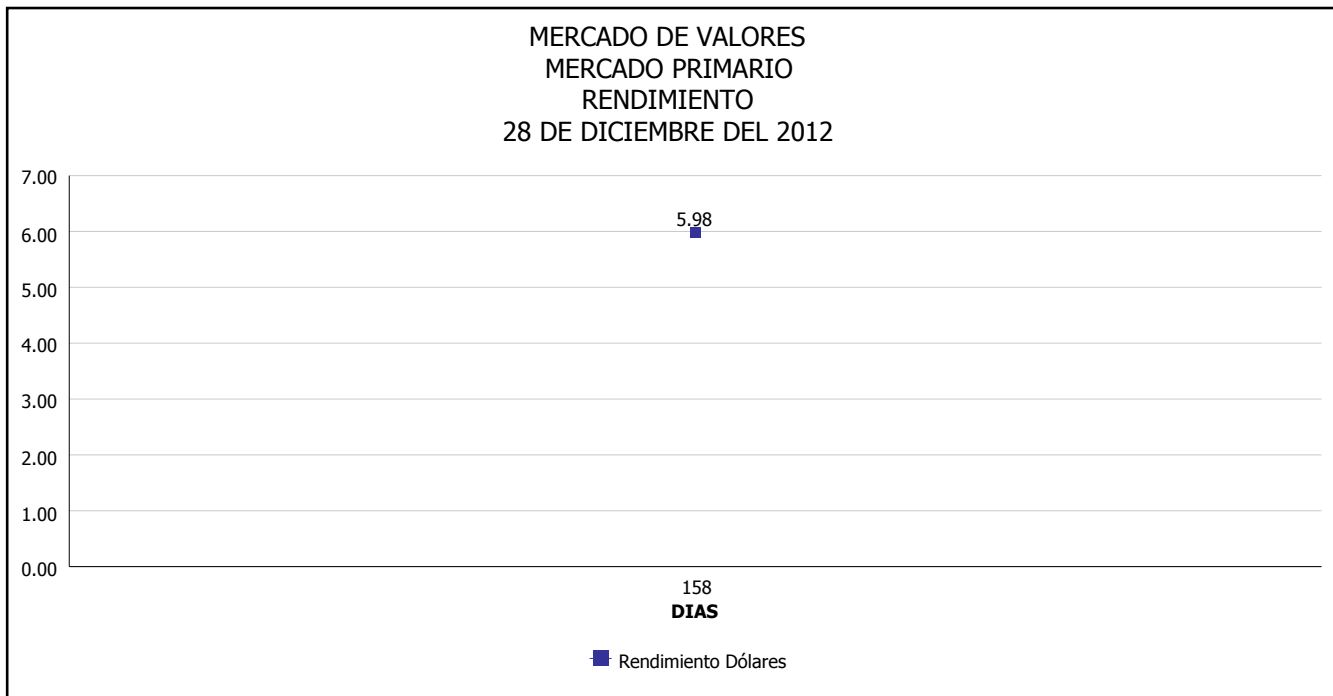 MERCADO DE VALORES
MERCADO PRIMARIO
RENDIMIENTO
28 DE DICIEMBRE DEL 2012
7.00
6.00
5.00
4.00
3.00
2.00
1.00
0.00
5.98
158
DIAS
Rendimiento Dólares